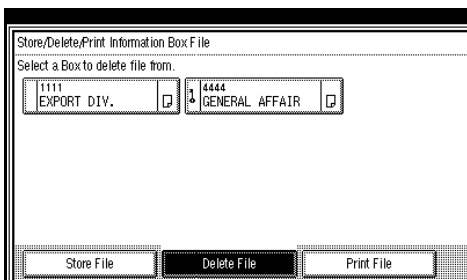 Store/Delete/Print Information Box File
Select a Box to delete file from.
1111 4444
EXPORT DIV. GENERAL AFFAIR
Store File Delete File Print File